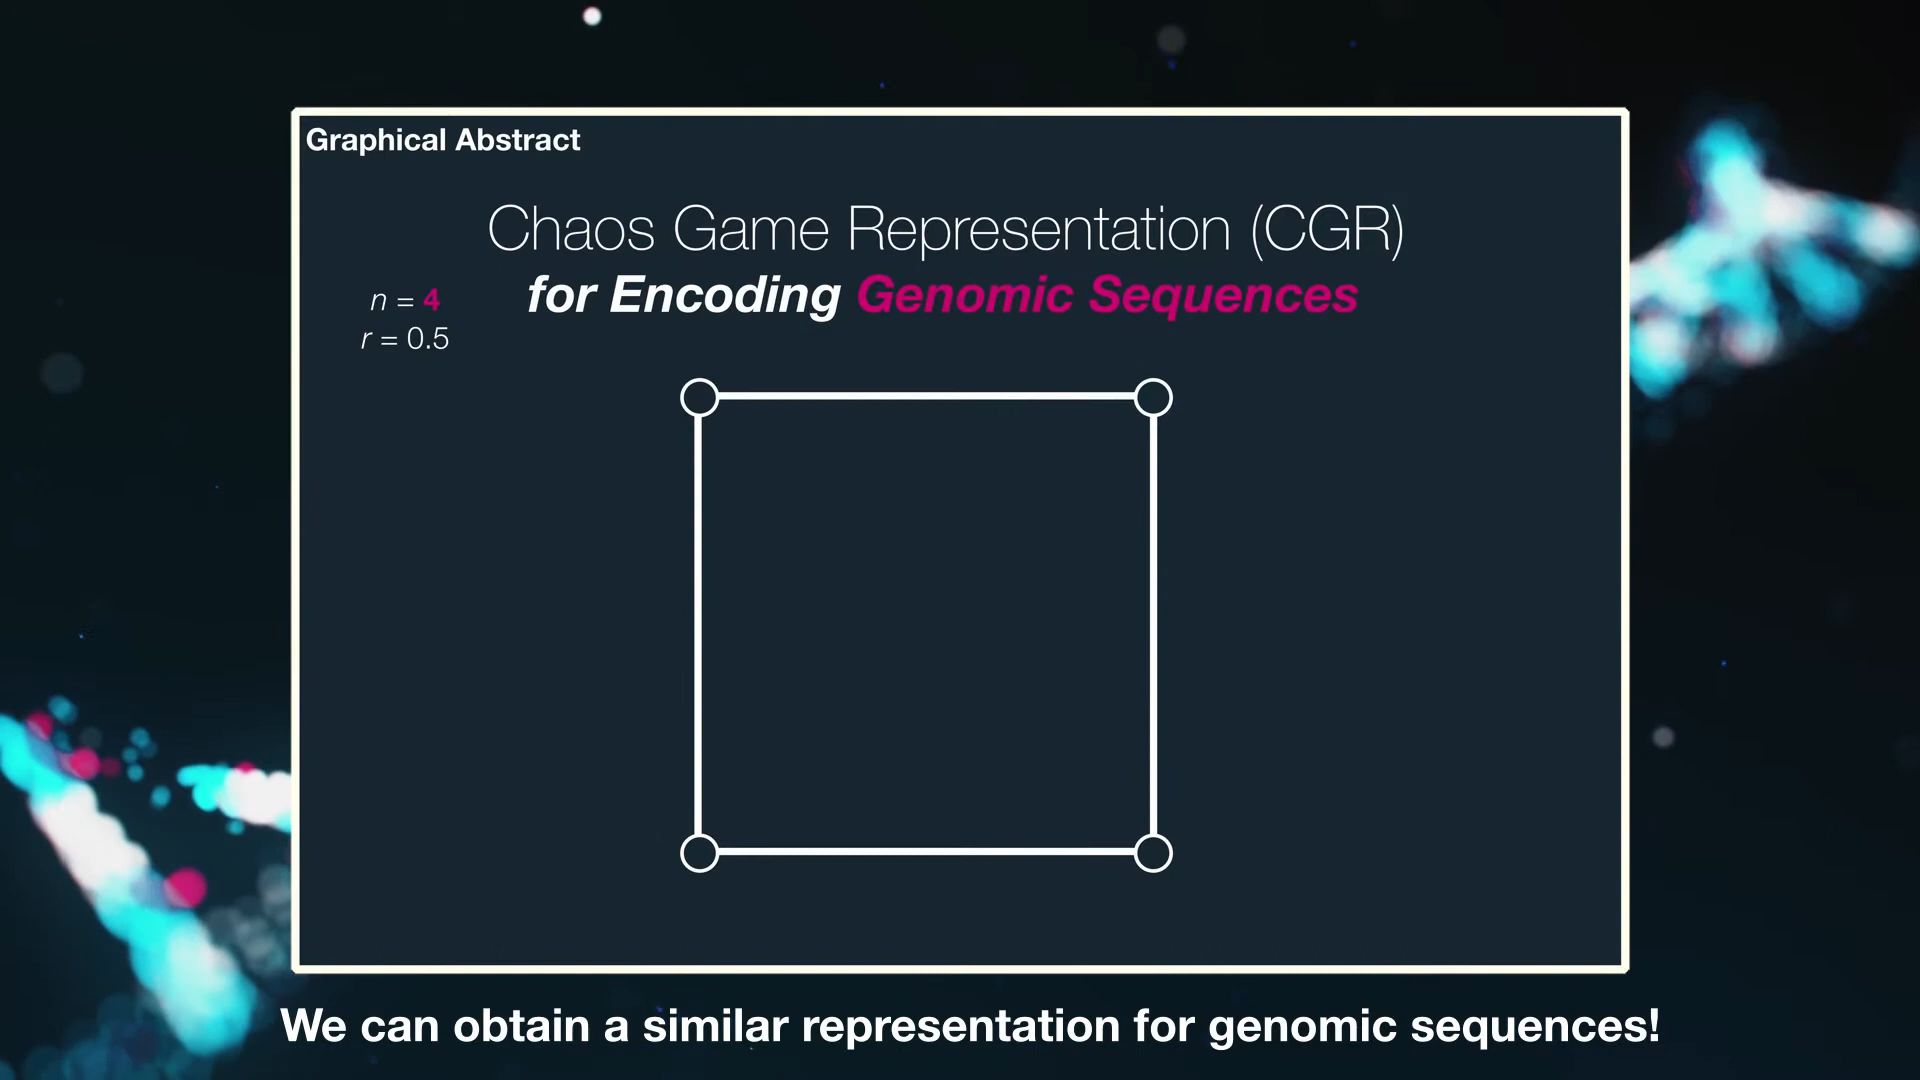 Graphical Abstract
Chaos Game Representation (CGR)
for Encoding Genomic Sequences
n = 4
r = 0.5
We can obtain a similar representation for genomic sequences!